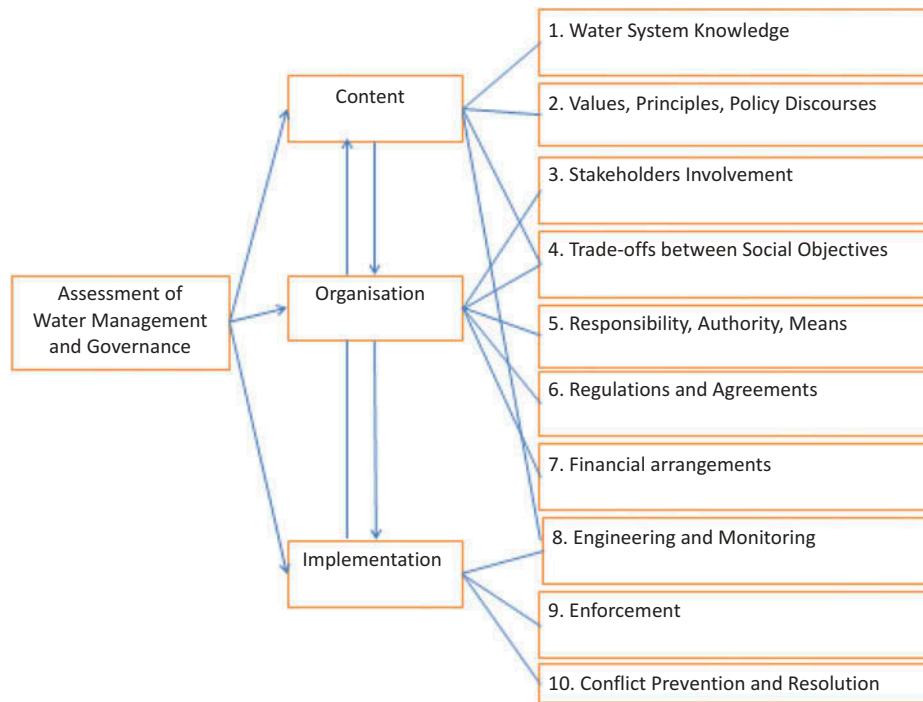 Assessment of
Water Management
and Governance
Content
Organisation
Implementation
1. Water System Knowledge
2. Values, Principles, Policy Discourses
3. Stakeholders Involvement
4. Trade-offs between Social Objectives
5. Responsibility, Authority, Means
6. Regulations and Agreements
7. Financial arrangements
8. Engineering and Monitoring
9. Enforcement
10. Conflict Prevention and Resolution